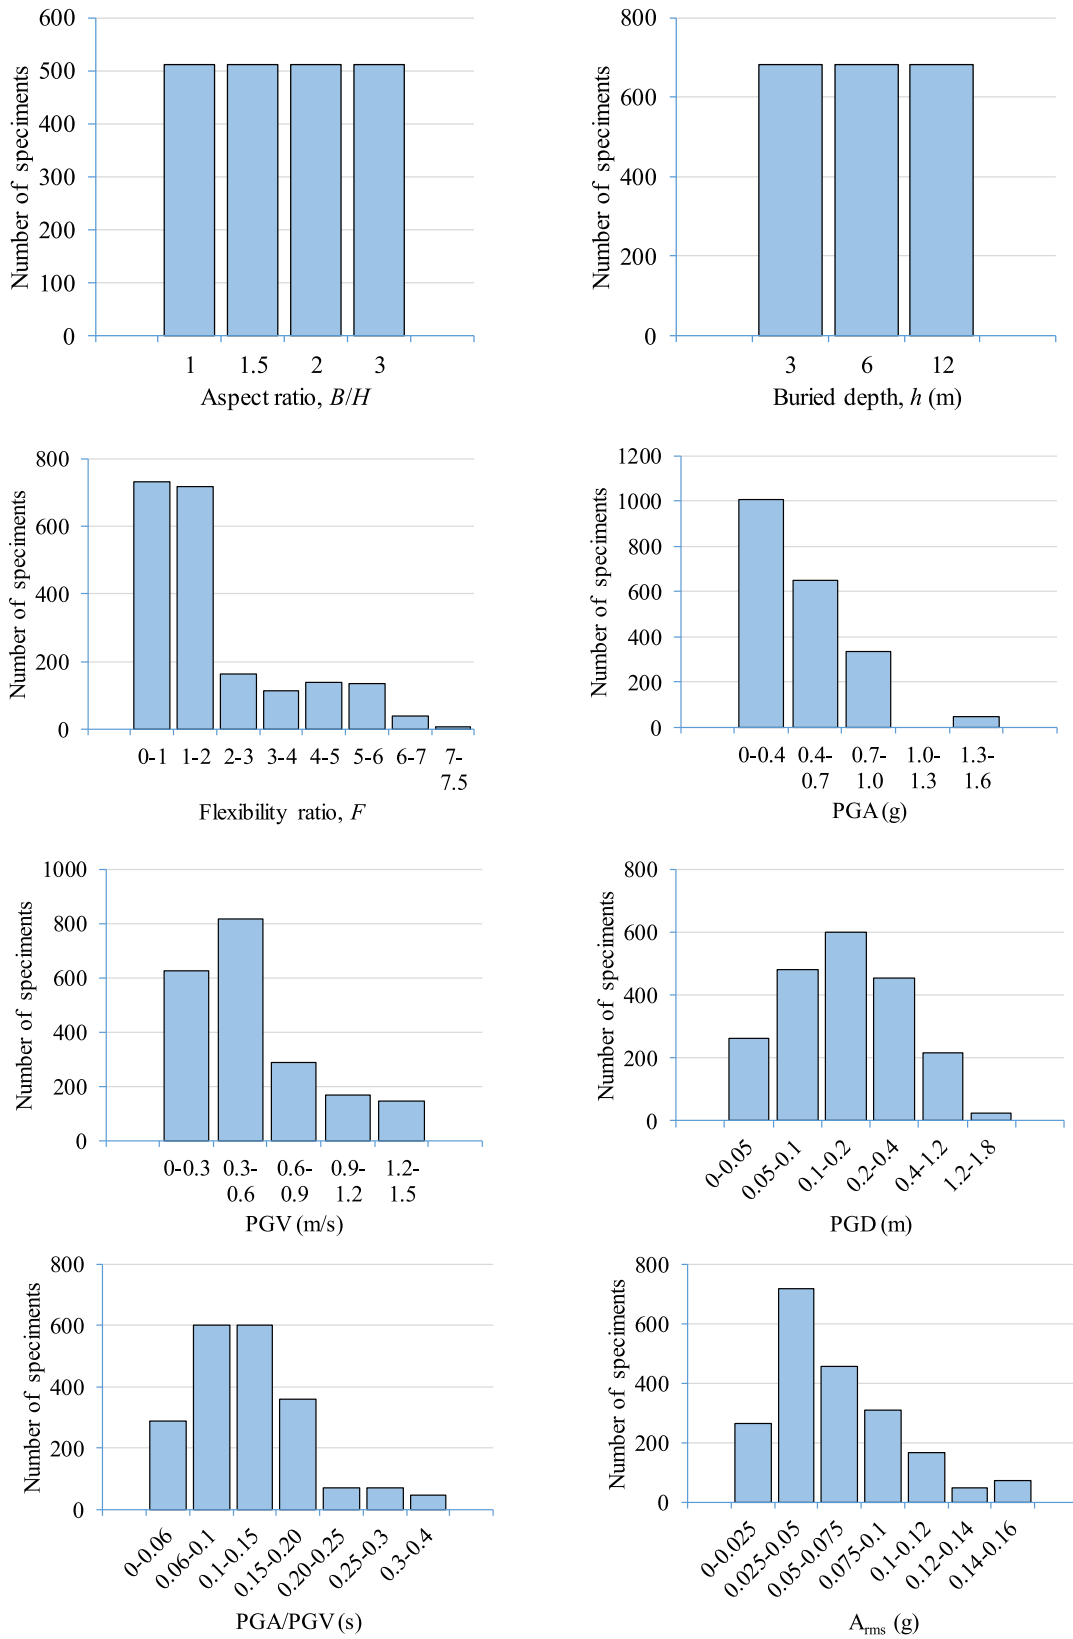 600
500
400
300
200
100
0
Number of speciments
1 1.5 2 3
Aspect ratio, B/H
800
600
400
200
0
Number of speciments
3 6 12
Buried depth, h (m)
800
600
400
200
0
Number of speciments
0-1 1-2 2-3 3-4 4-5 5-6 6-7 7-
7.5
Flexibility ratio, F
1200
1000
800
600
400
200
0
Number of speciments
0-0.4 0.4- 0.7- 1.0- 1.3-
0.7 1.0 1.3 1.6
PGA (g)
1000
800
600
400
200
0
Number of speciments
0-0.3 0.3- 0.6- 0.9- 1.2-
0.6 0.9 1.2 1.5
PGV (m/s)
800
600
400
200
0
Number of speciments
0-0.05
0.05-0.1
0.1-0.2
0.2-0.4
0.4-1.2
1.2-1.8
PGD (m)
800
600
400
200
0
Number of speciments
0-0.06
0.06-0.1
0.1-0.15
0.15-0.20
0.20-0.25
0.25-0.3
0.3-0.4
PGA/PGV (s)
800
600
400
200
0
Number of speciments
0-0.025
0.025-0.05
0.05-0.075
0.075-0.1
0.1-0.12
0.12-0.14
0.14-0.16
Arms (g)